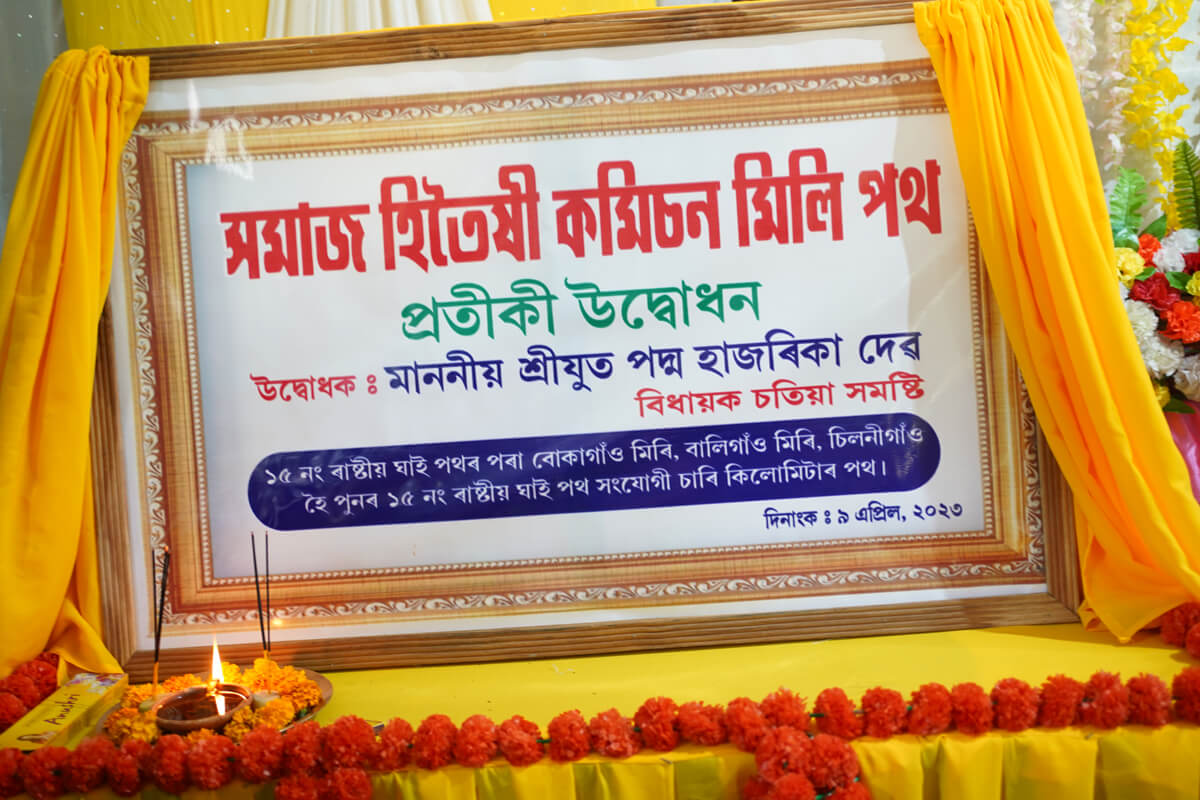 সমাজ হিতৈষী কমিচন মিলি পথ
প্ৰতীকী উদ্বোধন
উদ্বোধক : মাননীয় শ্ৰীযুত পদ্ম হাজৰিকা দেৱ
বিধায়ক চতিয়া সমষ্টি
১৫ নং ৰাষ্টীয় ঘাই পথৰ পৰা বোকাগাঁও মিৰি, বালিগাঁও মিৰি, চিলনীগাঁও
হৈ পুনৰ ১৫ নং ৰাষ্টীয় ঘাই পথ সংযোগী চাৰি কিলোমিটাৰ পথ।
দিনাংক : ৯ এপ্ৰিল, ২০২৩
Anushri